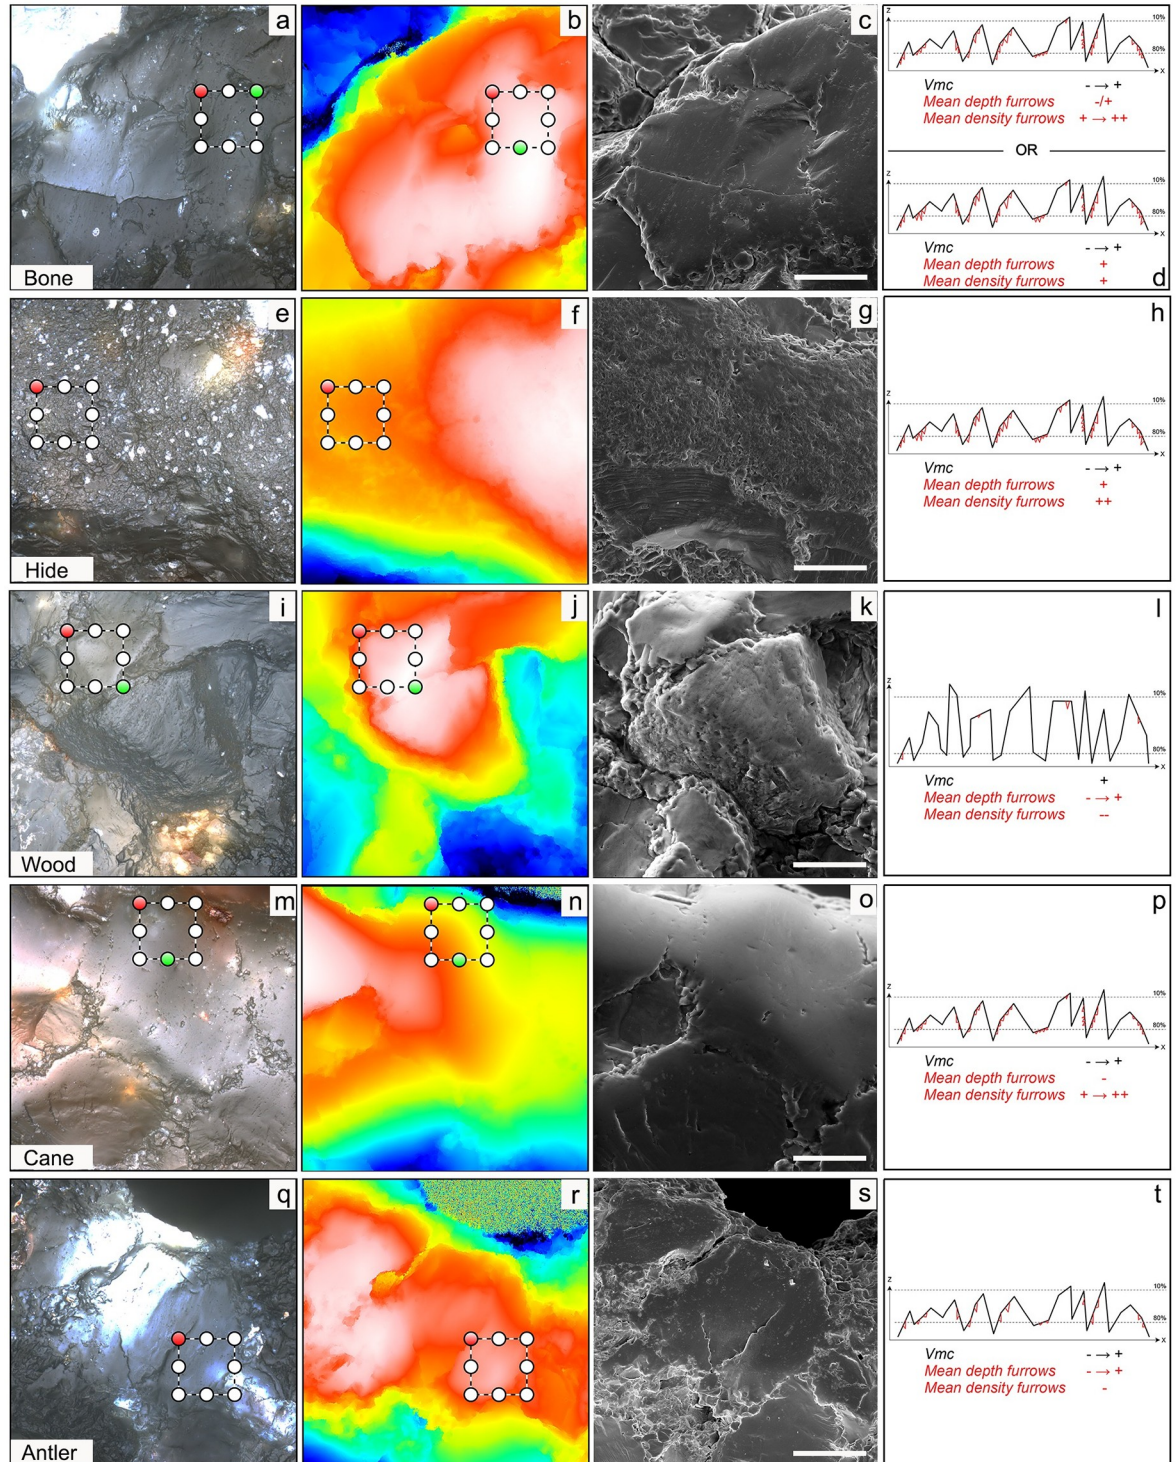 a
b
c
Z
10%
80%
X
Vmc - → +
Mean depth furrows -/+
Mean density furrows + → ++
OR
Z
10%
80%
X
Vmc - → +
Mean depth furrows +
Mean density furrows +
d
Bone
e
f
g
h
Z
10%
80%
X
Vmc - → +
Mean depth furrows +
Mean density furrows ++
Hide
i
j
k
l
Z
10%
80%
X
Vmc +
Mean depth furrows - → +
Mean density furrows --
Wood
m
n
o
p
Z
10%
80%
X
Vmc - → +
Mean depth furrows -
Mean density furrows + → ++
Cane
q
r
s
t
Z
10%
80%
X
Vmc - → +
Mean depth furrows - → +
Mean density furrows -
Antler